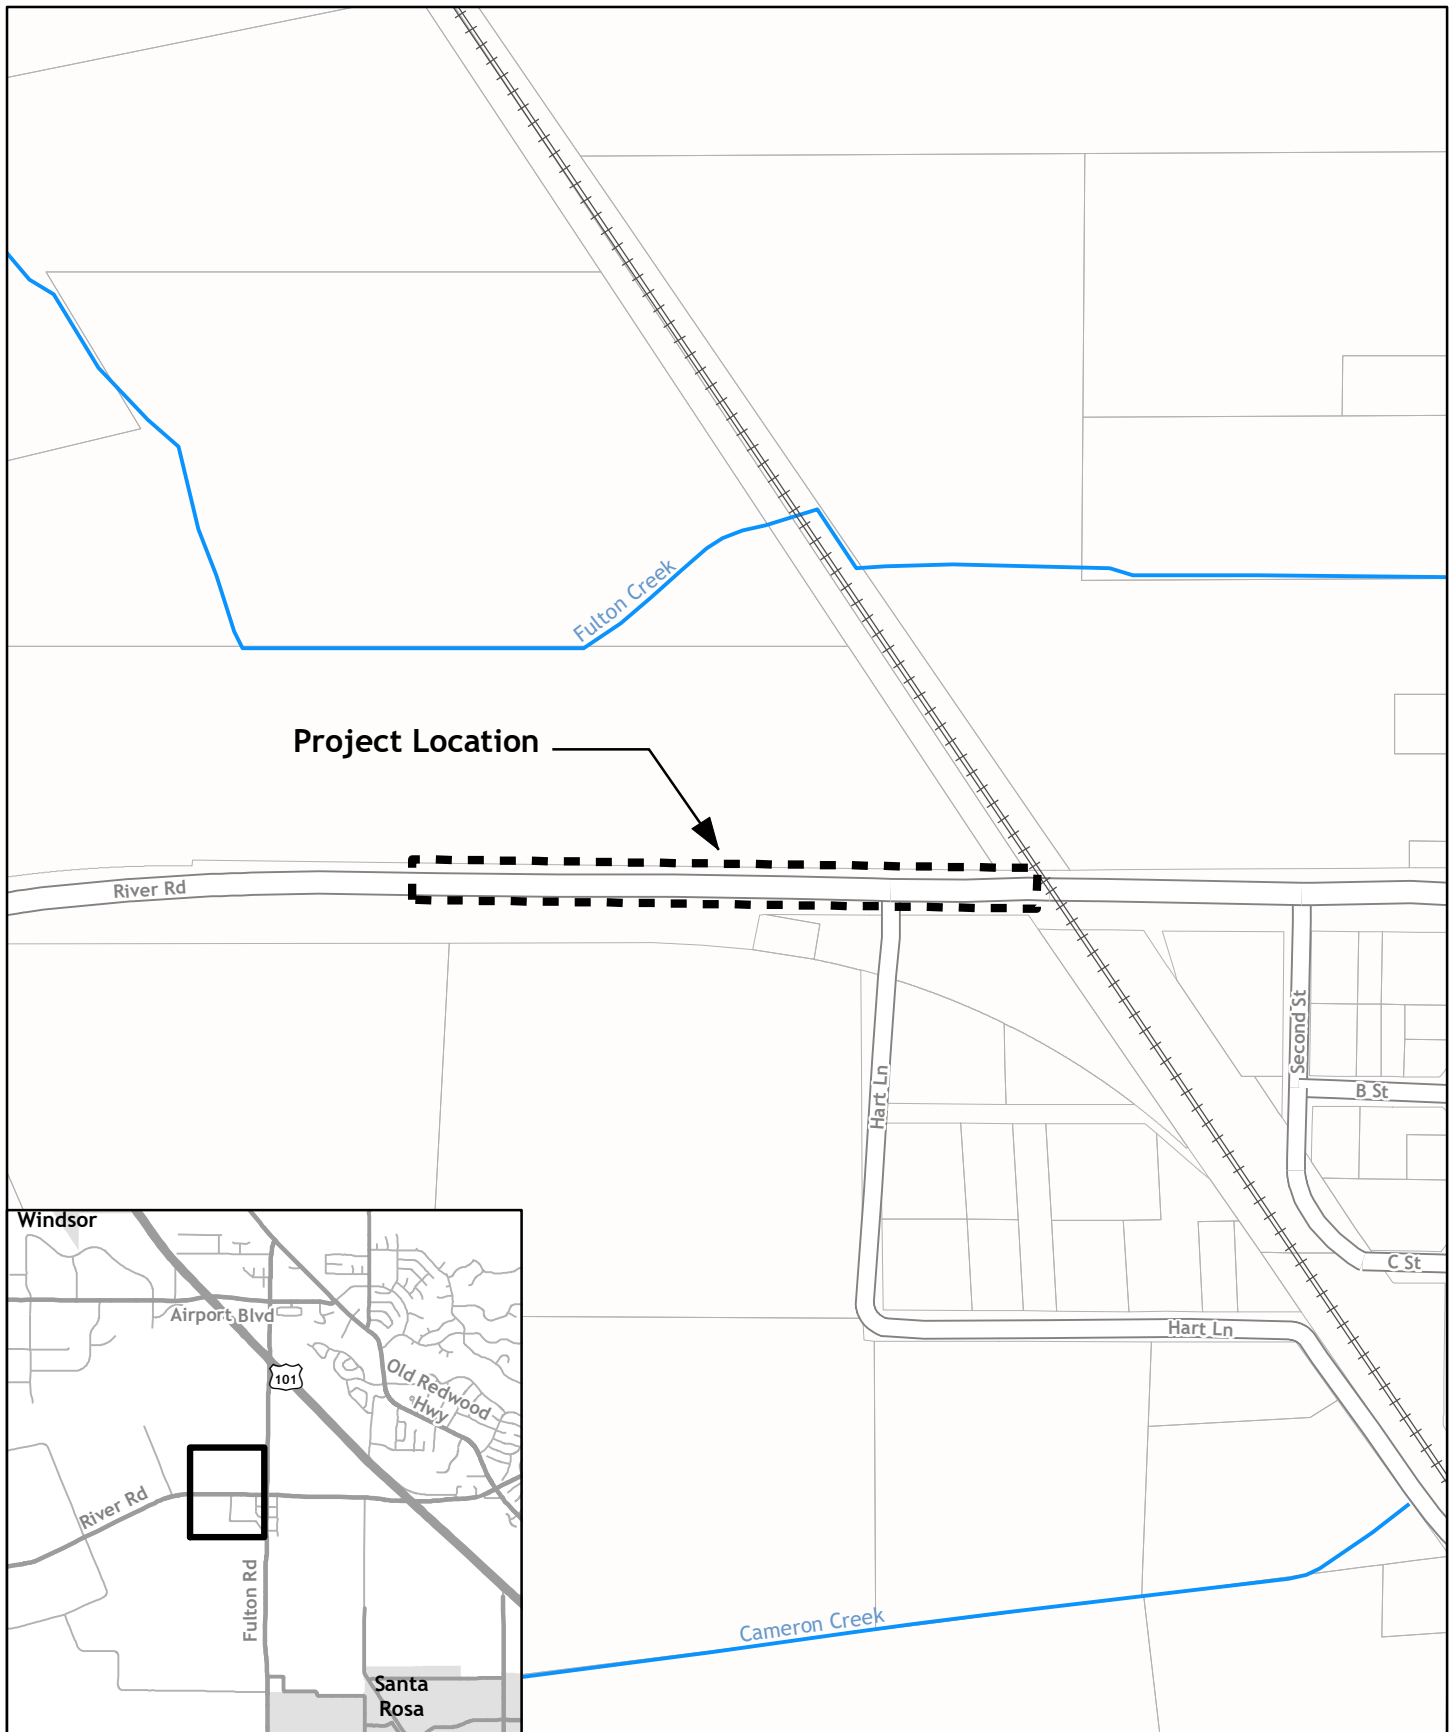 Fulton Creek
Project Location
River Rd
Second St
B St
Hart Ln
C St
Hart Ln
Cameron Creek
Windsor
Airport Blvd
101
Old Redwood
Hwy
River Rd
Fulton Rd
Santa
Rosa